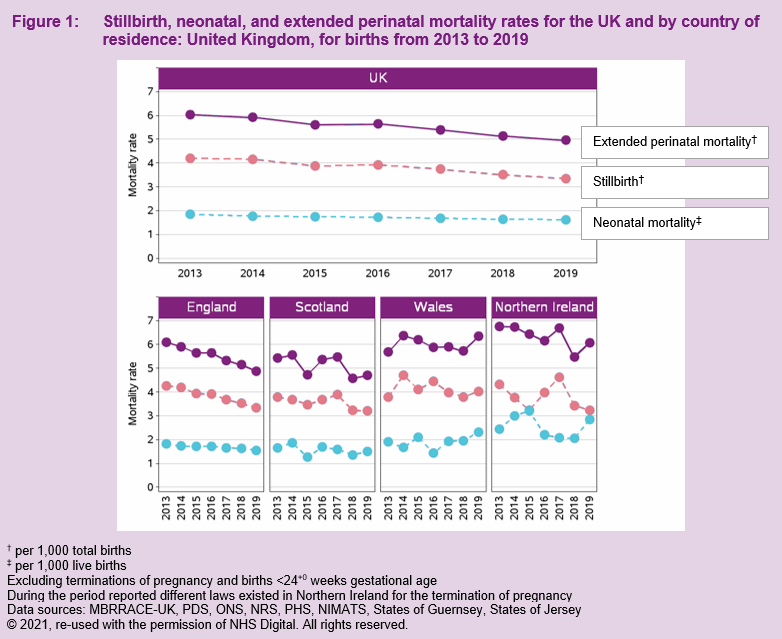 Figure 1: Stillbirth, neonatal, and extended perinatal mortality rates for the UK and by country of
residence: United Kingdom, for births from 2013 to 2019
UK
7
6
5
4
3
2
1
0
Mortality rate
2013 2014 2015 2016 2017 2018 2019
Extended perinatal mortality†
Stillbirth†
Neonatal mortality‡
England Scotland Wales Northern Ireland
7
6
5
4
3
2
1
0
Mortality rate
2013 2014 2015 2016 2017 2018 2019 2013 2014 2015 2016 2017 2018 2019 2013 2014 2015 2016 2017 2018 2019 2013 2014 2015 2016 2017 2018 2019
† per 1,000 total births
‡ per 1,000 live births
Excluding terminations of pregnancy and births <24⁺⁰ weeks gestational age
During the period reported different laws existed in Northern Ireland for the termination of pregnancy
Data sources: MBRRACE-UK, PDS, ONS, NRS, PHS, NIMATS, States of Guernsey, States of Jersey
© 2021, re-used with the permission of NHS Digital. All rights reserved.